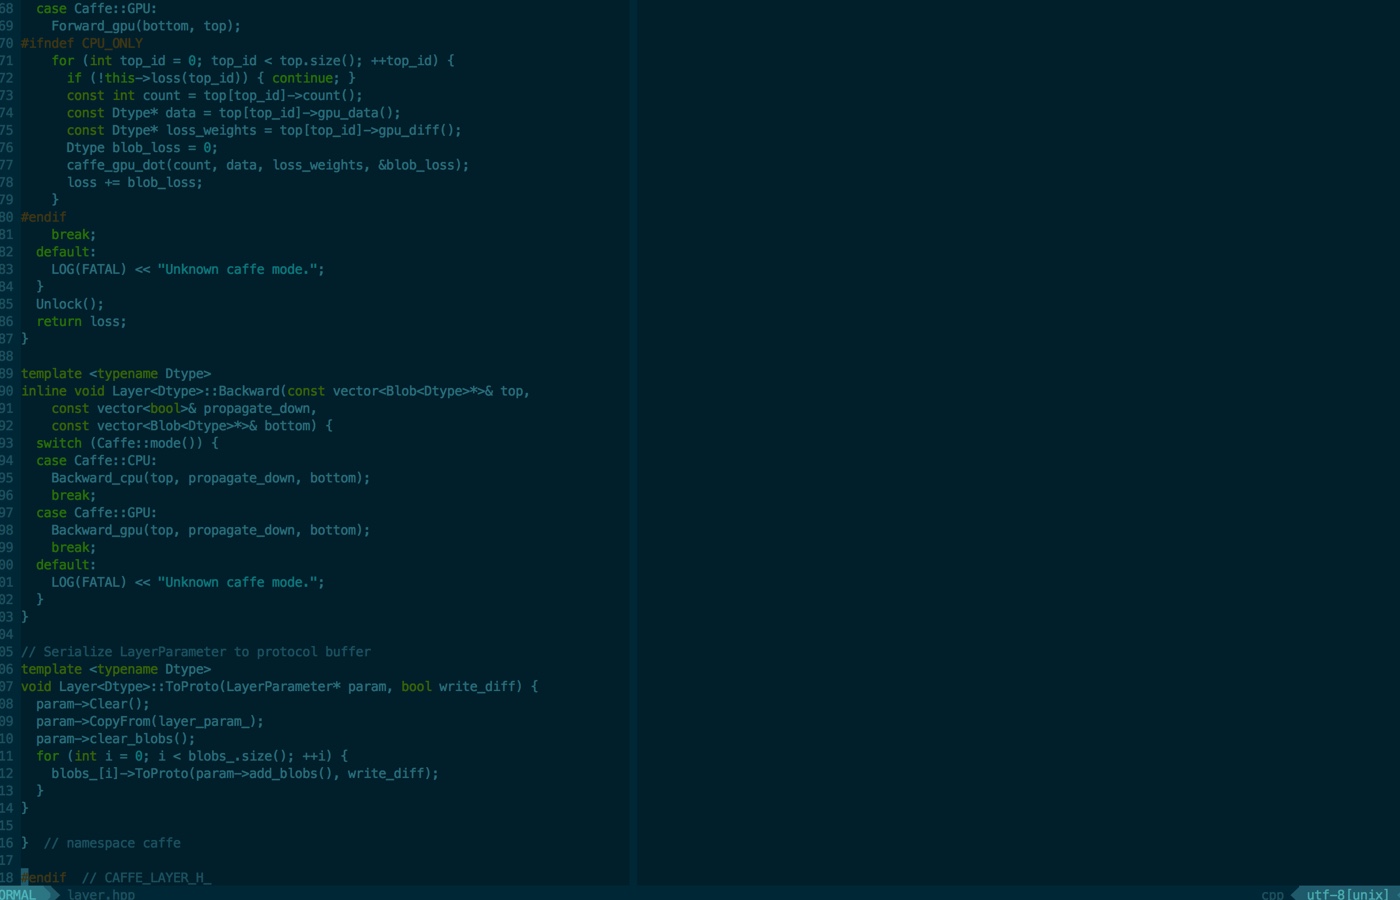 68   case Caffe::GPU:
69     Forward_gpu(bottom, top);
70 #ifndef CPU_ONLY
71     for (int top_id = 0; top_id < top.size(); ++top_id) {
72       if (!this->loss(top_id)) { continue; }
73       const int count = top[top_id]->count();
74       const Dtype* data = top[top_id]->gpu_data();
75       const Dtype* loss_weights = top[top_id]->gpu_diff();
76       Dtype blob_loss = 0;
77       caffe_gpu_dot(count, data, loss_weights, &blob_loss);
78       loss += blob_loss;
79     }
80 #endif
81     break;
82   default:
83     LOG(FATAL) << "Unknown caffe mode.";
84   }
85   Unlock();
86   return loss;
87 }
88
89 template <typename Dtype>
90 inline void Layer<Dtype>::Backward(const vector<Blob<Dtype>*>& top,
91     const vector<bool>& propagate_down,
92     const vector<Blob<Dtype>*>& bottom) {
93   switch (Caffe::mode()) {
94   case Caffe::CPU:
95     Backward_cpu(top, propagate_down, bottom);
96     break;
97   case Caffe::GPU:
98     Backward_gpu(top, propagate_down, bottom);
99     break;
00   default:
01     LOG(FATAL) << "Unknown caffe mode.";
02   }
03 }
04
05 // Serialize LayerParameter to protocol buffer
06 template <typename Dtype>
07 void Layer<Dtype>::ToProto(LayerParameter* param, bool write_diff) {
08   param->Clear();
09   param->CopyFrom(layer_param_);
10   param->clear_blobs();
11   for (int i = 0; i < blobs_.size(); ++i) {
12     blobs_[i]->ToProto(param->add_blobs(), write_diff);
13   }
14 }
15
16 }  // namespace caffe
17
18 #endif  // CAFFE_LAYER_H_
ORMAL layer.hpp cpp utf-8[unix]